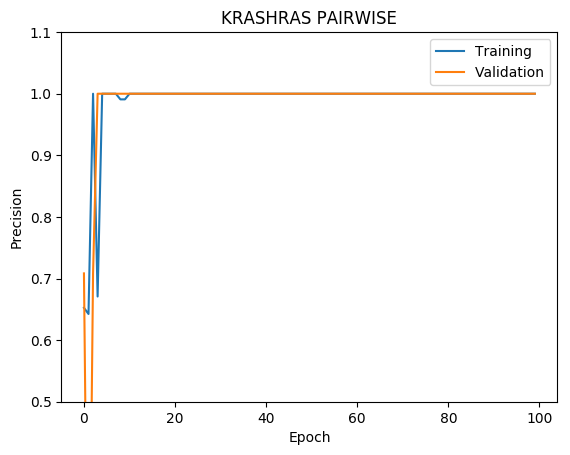 KRASHRAS PAIRWISE
Training
Validation
Precision
1.1
1.0
0.9
0.8
0.7
0.6
0.5
0 20 40 60 80 100
Epoch